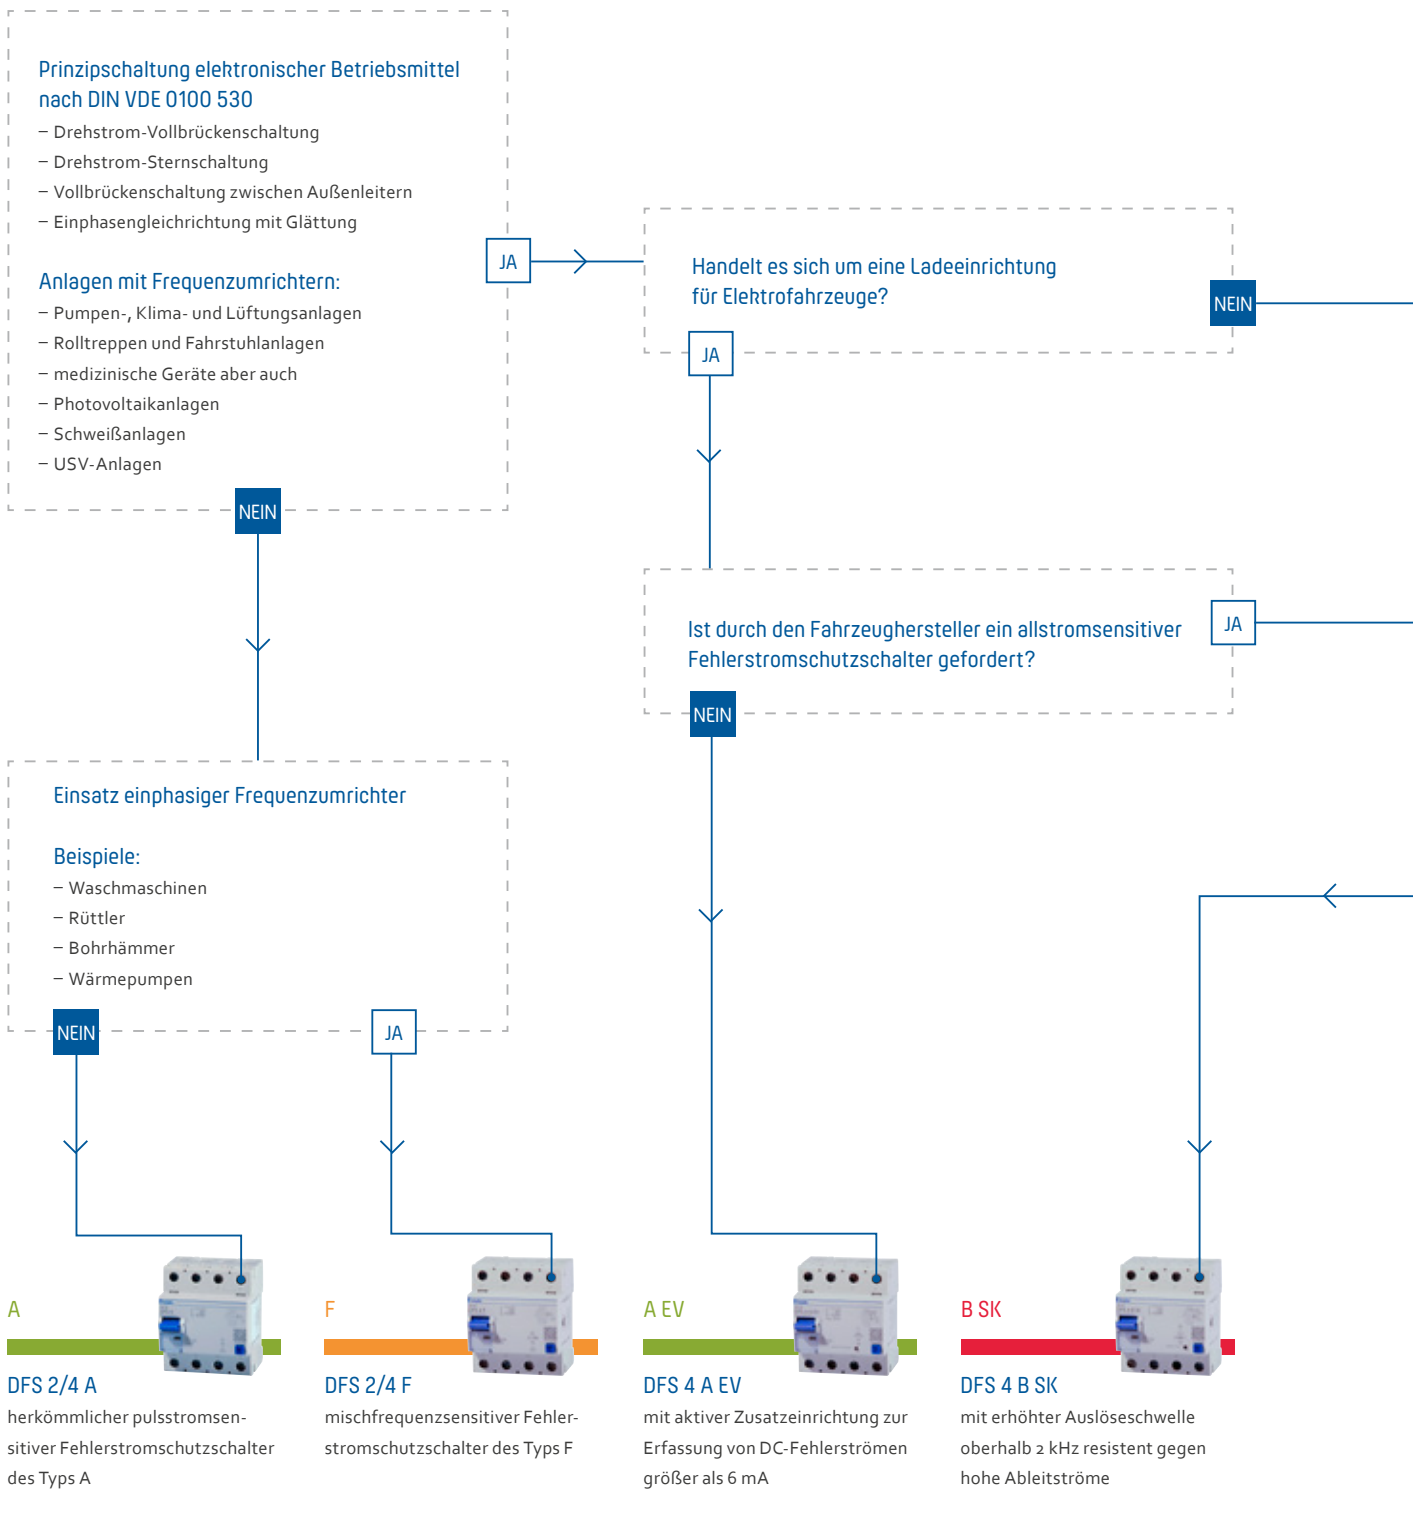 Prinzipschaltung elektronischer Betriebsmittel
nach DIN VDE 0100 530
– Drehstrom-Vollbrückenschaltung
– Drehstrom-Sternschaltung
– Vollbrückenschaltung zwischen Außenleitern
– Einphasengleichrichtung mit Glättung
Anlagen mit Frequenzumrichtern:
– Pumpen-, Klima- und Lüftungsanlagen
– Rolltreppen und Fahrstuhlanlagen
– medizinische Geräte aber auch
– Photovoltaikanlagen
– Schweißanlagen
– USV-Anlagen
JA
NEIN
Handelt es sich um eine Ladeeinrichtung
für Elektrofahrzeuge?
NEIN
JA
Ist durch den Fahrzeughersteller ein allstromsensitiver
Fehlerstromschutzschalter gefordert?
JA
NEIN
Einsatz einphasiger Frequenzumrichter
Beispiele:
– Waschmaschinen
– Rüttler
– Bohrhämmer
– Wärmepumpen
NEIN
JA
A
DFS 2/4 A
herkömmlicher pulsstromsen-
sitiver Fehlerstromschutzschalter
des Typs A
F
DFS 2/4 F
mischfrequenzsensitiver Fehler-
stromschutzschalter des Typs F
A EV
DFS 4 A EV
mit aktiver Zusatzeinrichtung zur
Erfassung von DC-Fehlerströmen
größer als 6 mA
B SK
DFS 4 B SK
mit erhöhter Auslöseschwelle
oberhalb 2 kHz resistent gegen
hohe Ableitströme